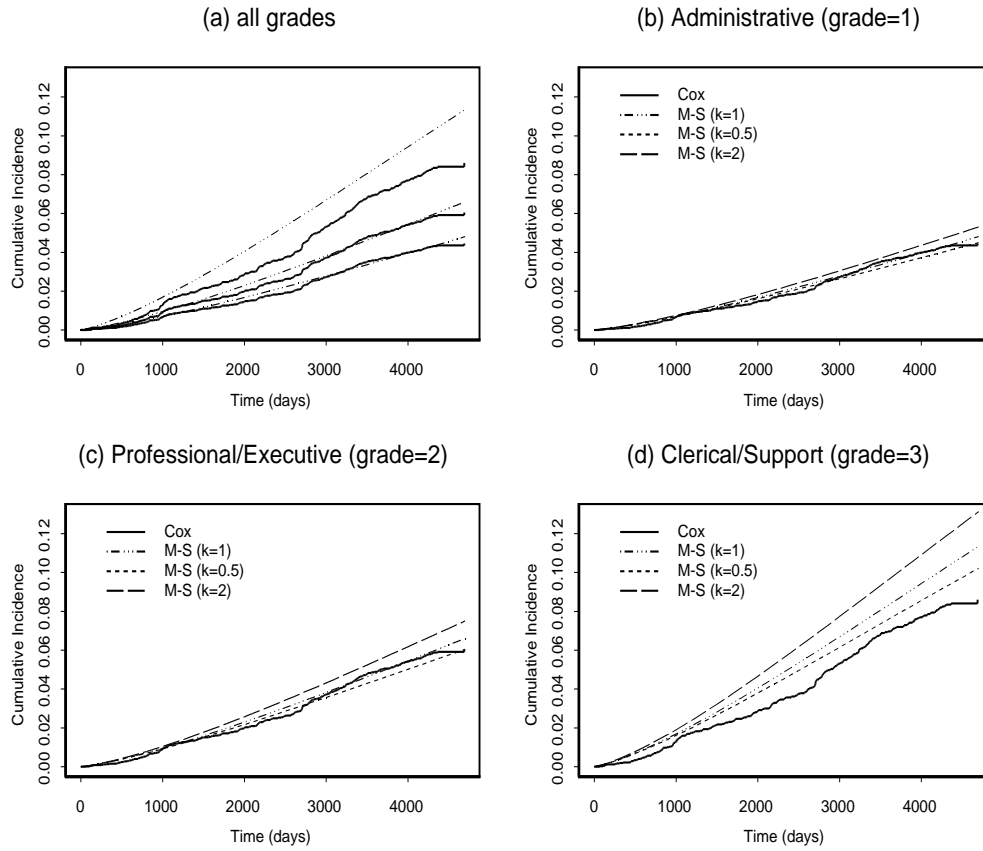 (a) all grades
Cumulative Incidence
0.00 0.02 0.04 0.06 0.08 0.10 0.12
0 1000 2000 3000 4000
Time (days)
(b) Administrative (grade=1)
Cox
M-S (k=1)
M-S (k=0.5)
M-S (k=2)
Cumulative Incidence
0.00 0.02 0.04 0.06 0.08 0.10 0.12
0 1000 2000 3000 4000
Time (days)
(c) Professional/Executive (grade=2)
Cox
M-S (k=1)
M-S (k=0.5)
M-S (k=2)
Cumulative Incidence
0.00 0.02 0.04 0.06 0.08 0.10 0.12
0 1000 2000 3000 4000
Time (days)
(d) Clerical/Support (grade=3)
Cox
M-S (k=1)
M-S (k=0.5)
M-S (k=2)
Cumulative Incidence
0.00 0.02 0.04 0.06 0.08 0.10 0.12
0 1000 2000 3000 4000
Time (days)